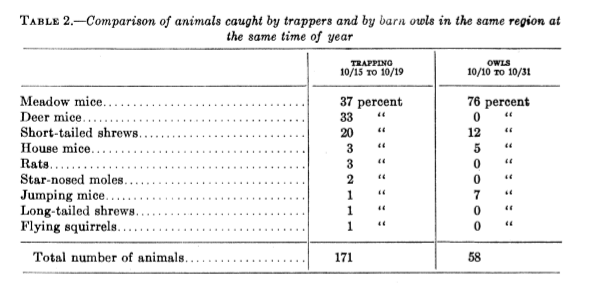 TABLE 2.—Comparison of animals caught by trappers and by barn owls in the same region at
the same time of year
TRAPPING
10/15 TO 10/19
OWLS
10/10 TO 10/31
Meadow mice.................................. 37 percent 76 percent
Deer mice.................................. 33 “ 0 “
Short-tailed shrews.................................. 20 “ 12 “
House mice.................................. 3 “ 5 “
Rats.................................. 3 “ 0 “
Star-nosed moles.................................. 2 “ 0 “
Jumping mice.................................. 1 “ 7 “
Long-tailed shrews.................................. 1 “ 0 “
Flying squirrels.................................. 1 “ 0 “
Total number of animals...................... 171 58